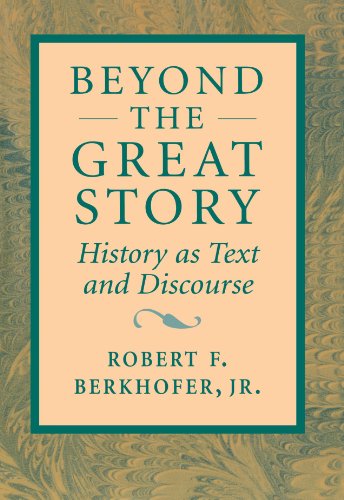 BEYOND
THE
GREAT
STORY
History as Text
and Discourse
ROBERT F.
BERKHOFER, JR.